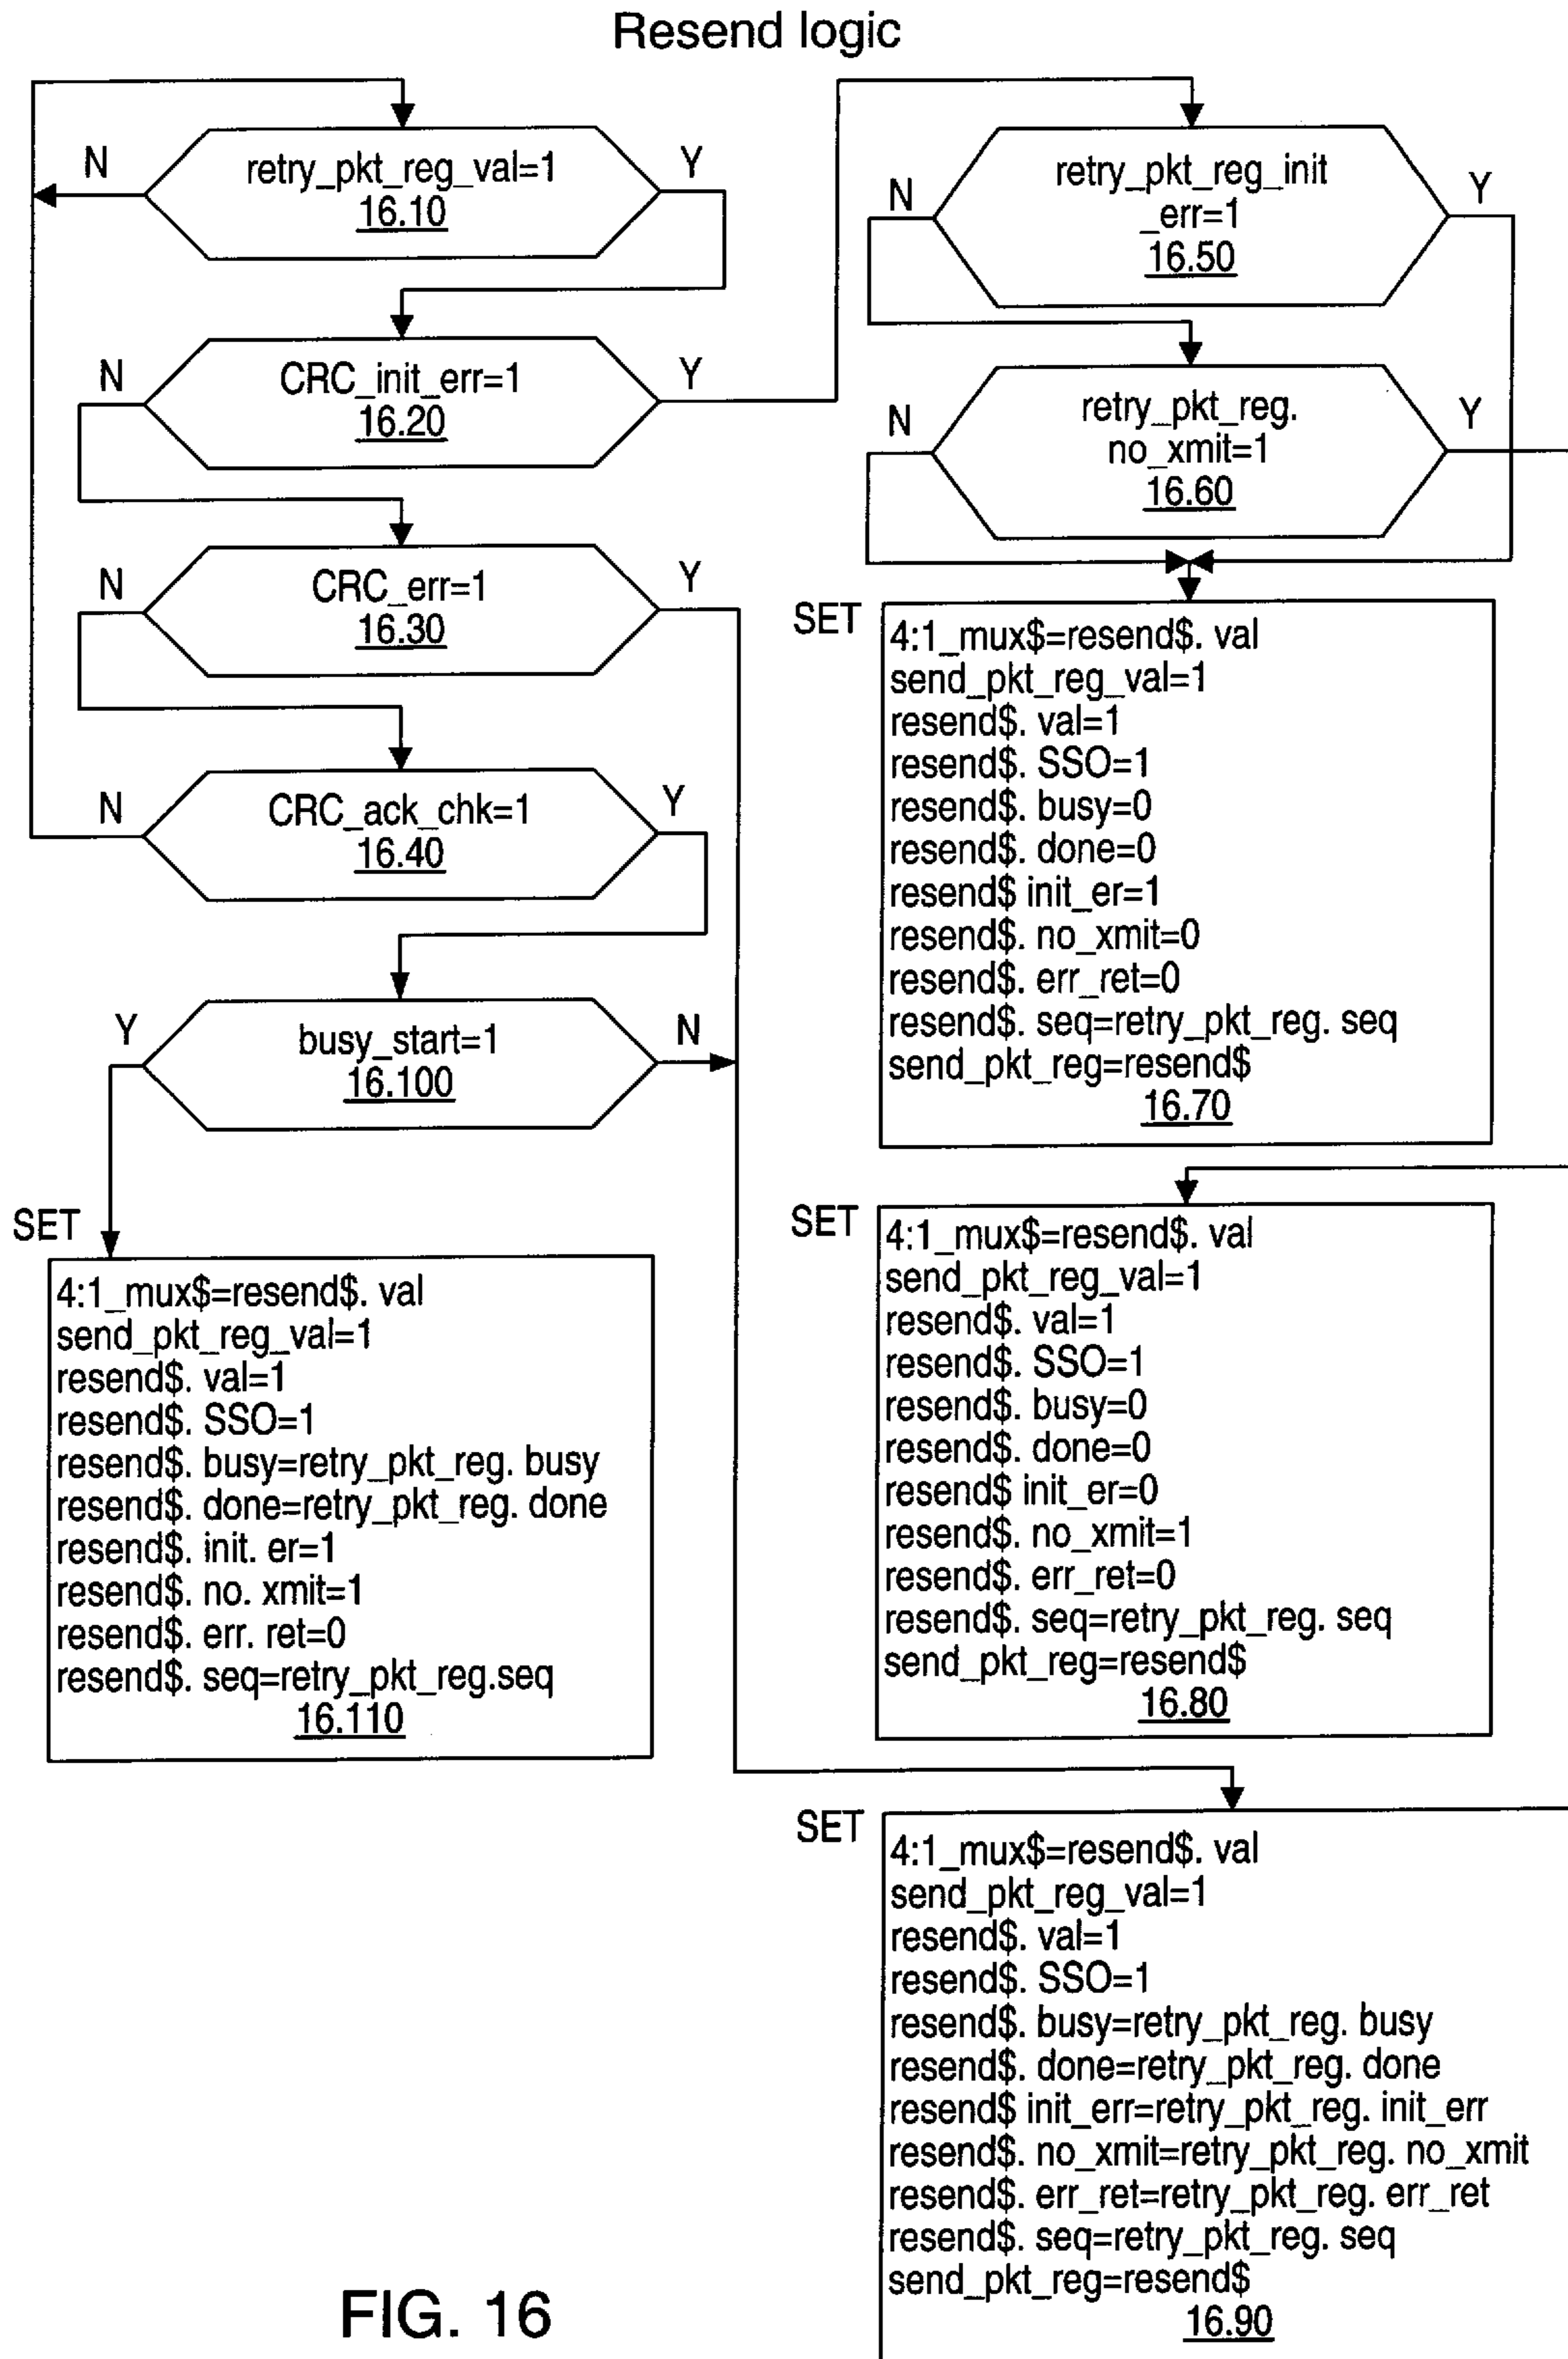 Resend logic
N
retry_pkt_reg_val=1
Y
16.10
N
CRC_init_err=1
Y
16.20
N
CRC_err=1
Y
16.30
N
CRC_ack_chk=1
Y
16.40
Y
busy_start=1
N
16.100
SET
4:1_mux$=resend$. val
send_pkt_reg_val=1
resend$. val=1
resend$. SSO=1
resend$. busy=retry_pkt_reg. busy
resend$. done=retry_pkt_reg. done
resend$. init. er=1
resend$. no. xmit=1
resend$. err. ret=0
resend$. seq=retry_pkt_reg.seq
16.110
N
retry_pkt_reg_init
_err=1
Y
16.50
N
retry_pkt_reg.
no_xmit=1
Y
16.60
SET
4:1_mux$=resend$. val
send_pkt_reg_val=1
resend$. val=1
resend$. SSO=1
resend$. busy=0
resend$. done=0
resend$ init_er=1
resend$. no_xmit=0
resend$. err_ret=0
resend$. seq=retry_pkt_reg. seq
send_pkt_reg=resend$
16.70
SET
4:1_mux$=resend$. val
send_pkt_reg_val=1
resend$. val=1
resend$. SSO=1
resend$. busy=0
resend$. done=0
resend$ init_er=0
resend$. no_xmit=1
resend$. err_ret=0
resend$. seq=retry_pkt_reg. seq
send_pkt_reg=resend$
16.80
SET
4:1_mux$=resend$. val
send_pkt_reg_val=1
resend$. val=1
resend$. SSO=1
resend$. busy=retry_pkt_reg. busy
resend$. done=retry_pkt_reg. done
resend$ init_err=retry_pkt_reg. init_err
resend$. no_xmit=retry_pkt_reg. no_xmit
resend$. err_ret=retry_pkt_reg. err_ret
resend$. seq=retry_pkt_reg. seq
send_pkt_reg=resend$
16.90
FIG. 16